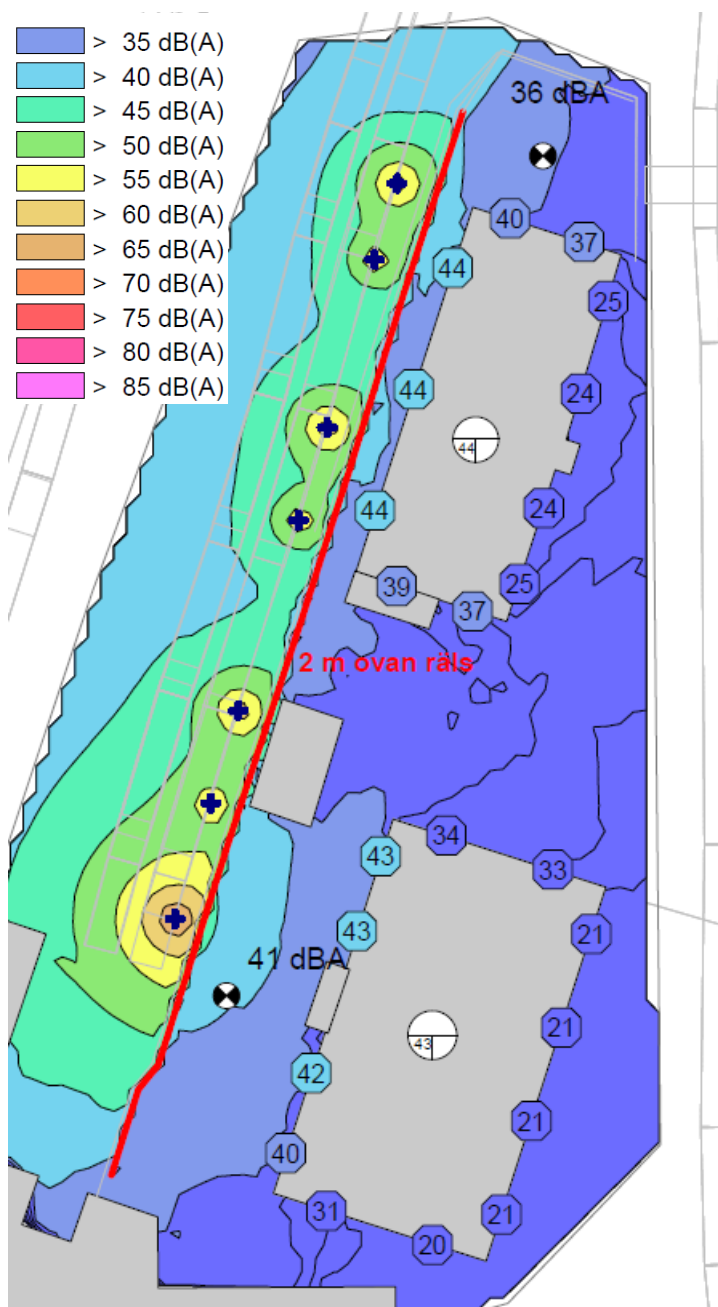 > 35 dB(A)
> 40 dB(A)
> 45 dB(A)
> 50 dB(A)
> 55 dB(A)
> 60 dB(A)
> 65 dB(A)
> 70 dB(A)
> 75 dB(A)
> 80 dB(A)
> 85 dB(A)
36 dBA
40
37
44
25
44
24
44
44
24
39
25
37
2 m ovan räls
34
43
33
43
21
41 dBA
21
43
42
21
40
31
21
20